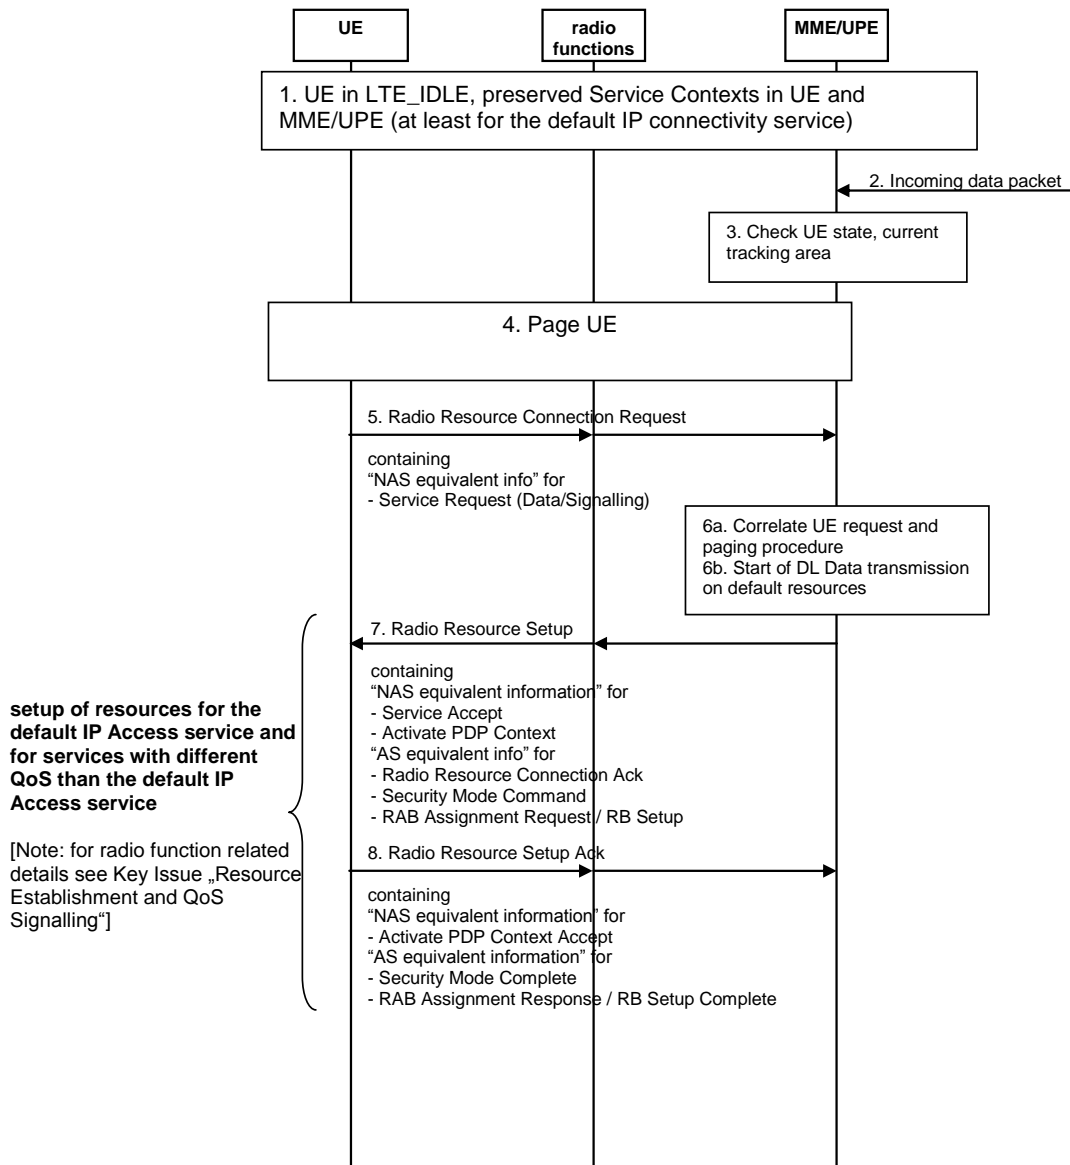 UE
radio
functions
MME/UPE
1. UE in LTE_IDLE, preserved Service Contexts in UE and
MME/UPE (at least for the default IP connectivity service)
2. Incoming data packet
3. Check UE state, current
tracking area
4. Page UE
5. Radio Resource Connection Request
containing
“NAS equivalent info” for
- Service Request (Data/Signalling)
6a. Correlate UE request and
paging procedure
6b. Start of DL Data transmission
on default resources
7. Radio Resource Setup
containing
“NAS equivalent information” for
- Service Accept
- Activate PDP Context
“AS equivalent info” for
- Radio Resource Connection Ack
- Security Mode Command
- RAB Assignment Request / RB Setup
setup of resources for the
default IP Access service and
for services with different
QoS than the default IP
Access service
[Note: for radio function related
details see Key Issue „Resource
Establishment and QoS
Signalling“]
8. Radio Resource Setup Ack
containing
“NAS equivalent information” for
- Activate PDP Context Accept
“AS equivalent information” for
- Security Mode Complete
- RAB Assignment Response / RB Setup Complete